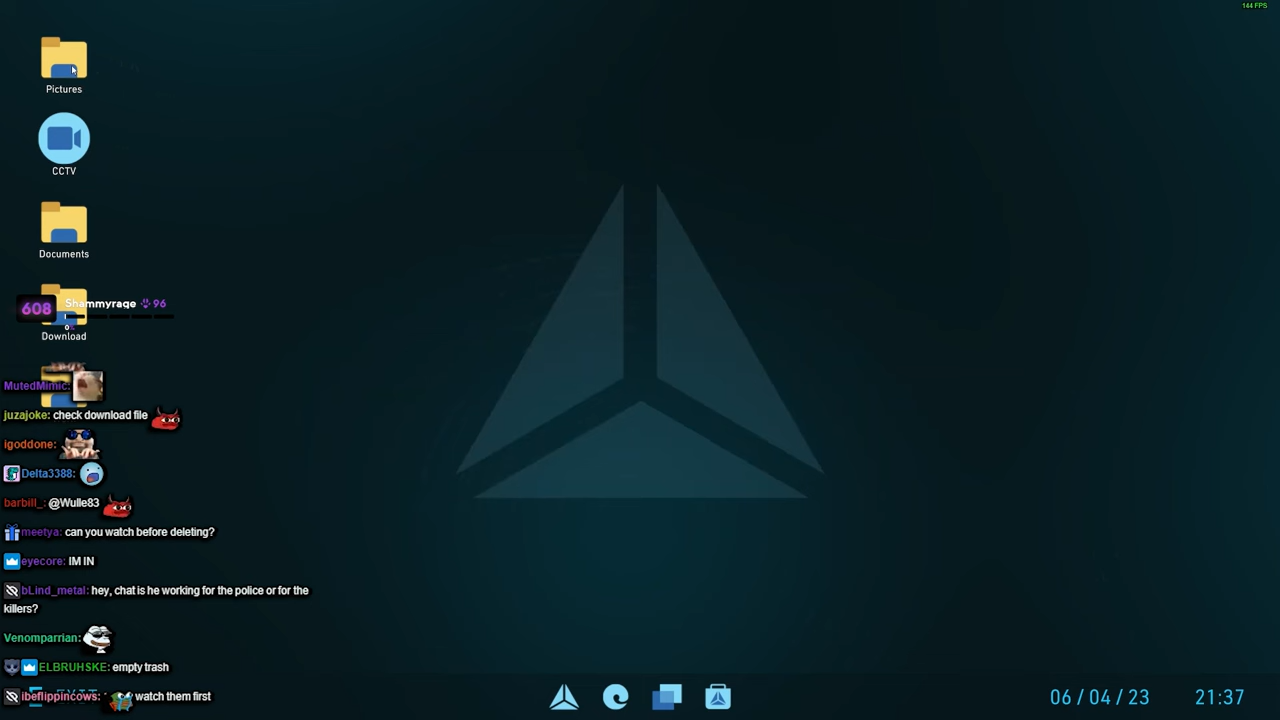 144 FPS
Pictures
CCTV
Documents
608 Shammyrage 96
0%
Download
MutedMimic:
juzajoke: check download file
igoddone:
Delta3388:
barbill_: @Wulle83
meetya: can you watch before deleting?
eyecore: IM IN
bLind_metal: hey, chat is he working for the police or for the
killers?
Venomparrian:
ELBRUHSKE: empty trash
ibeflippincows: watch them first
EXIT
06 / 04 / 23
21:37